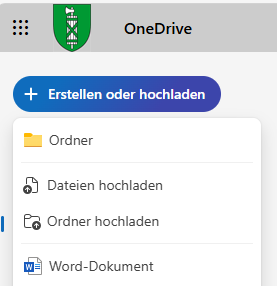 OneDrive
Erstellen oder hochladen
Ordner
Dateien hochladen
Ordner hochladen
Word-Dokument